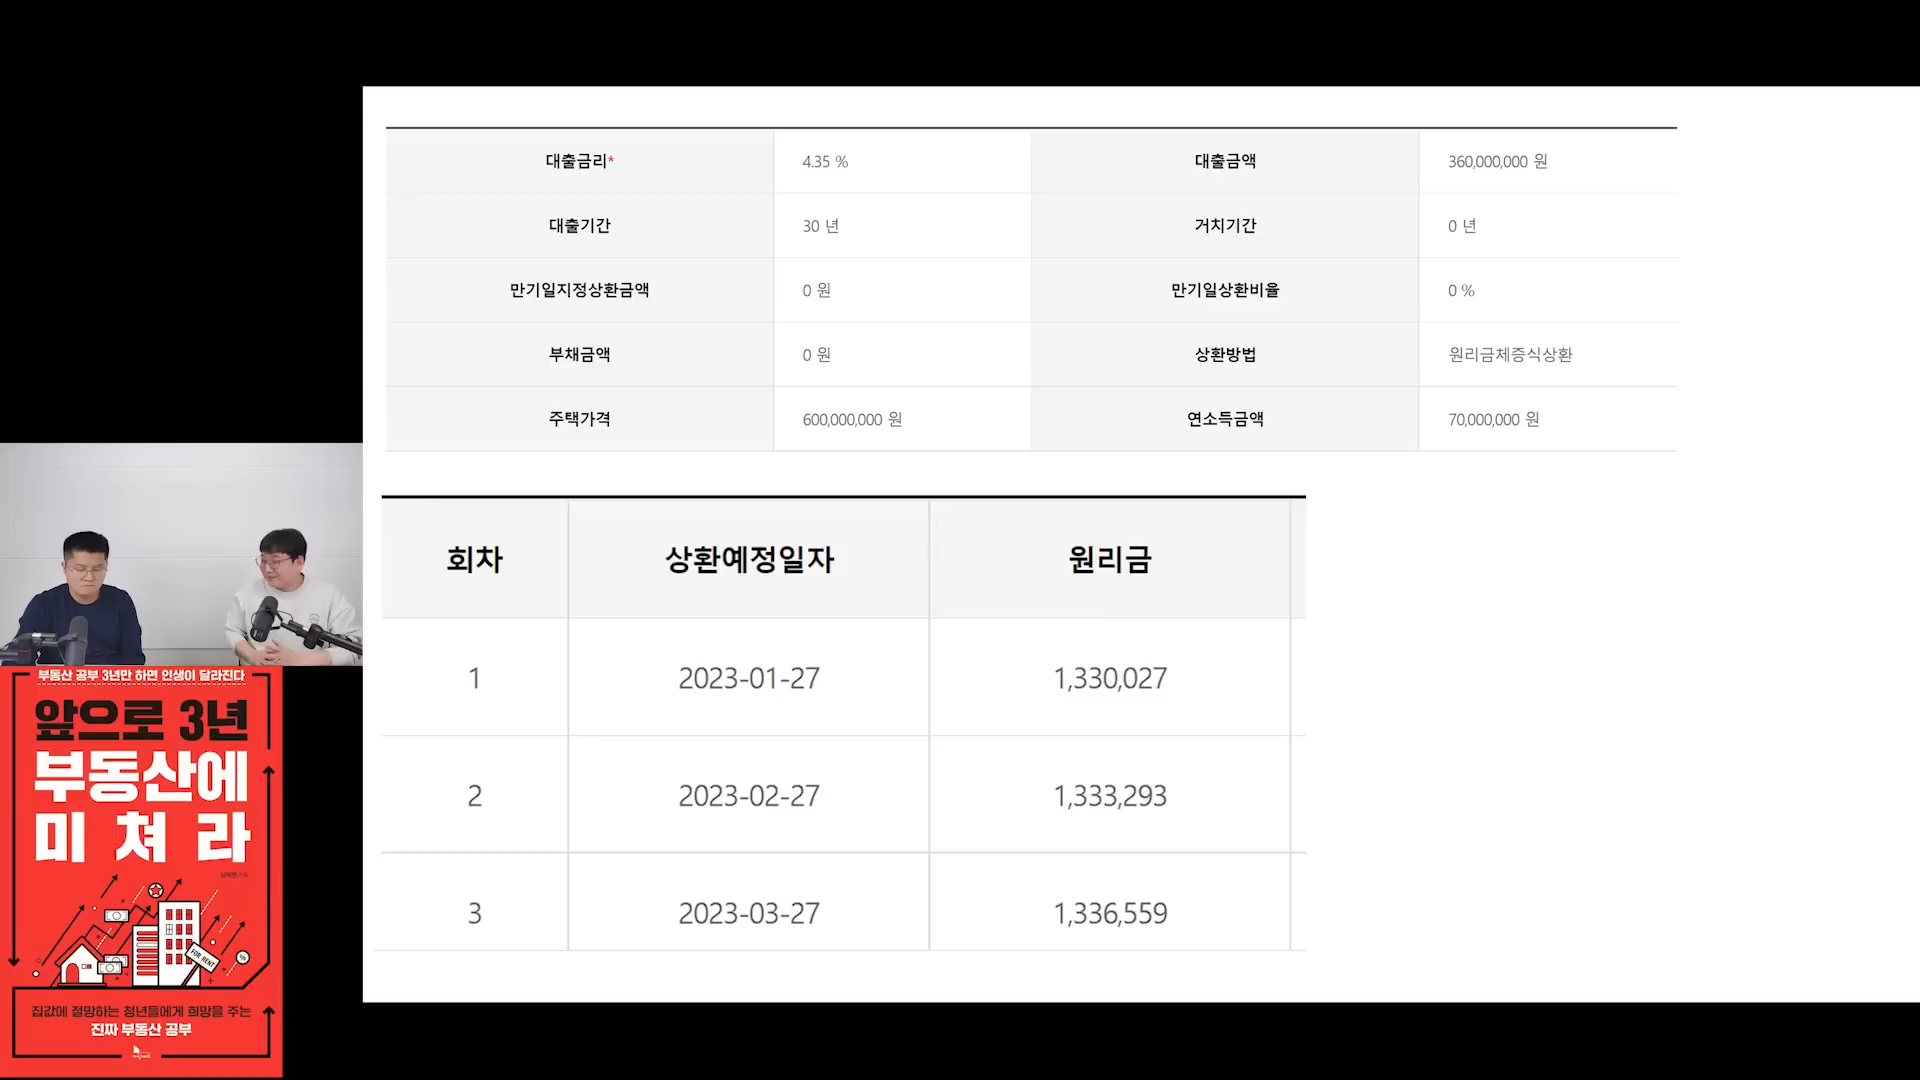 대출금리* 4.35 % 대출금액 360,000,000 원
대출기간 30 년 거치기간 0 년
만기일지정상환금액 0 원 만기일상환비율 0 %
부채금액 0 원 상환방법 원리금체증식상환
주택가격 600,000,000 원 연소득금액 70,000,000 원
회차 상환예정일자 원리금
1 2023-01-27 1,330,027
2 2023-02-27 1,333,293
3 2023-03-27 1,336,559
부동산 공부 3년만 하면 인생이 달라진다
앞으로 3년
부동산에
미쳐라
FOR RENT
%
집값에 절망하는 청년들에게 희망을 주는
진짜 부동산 공부